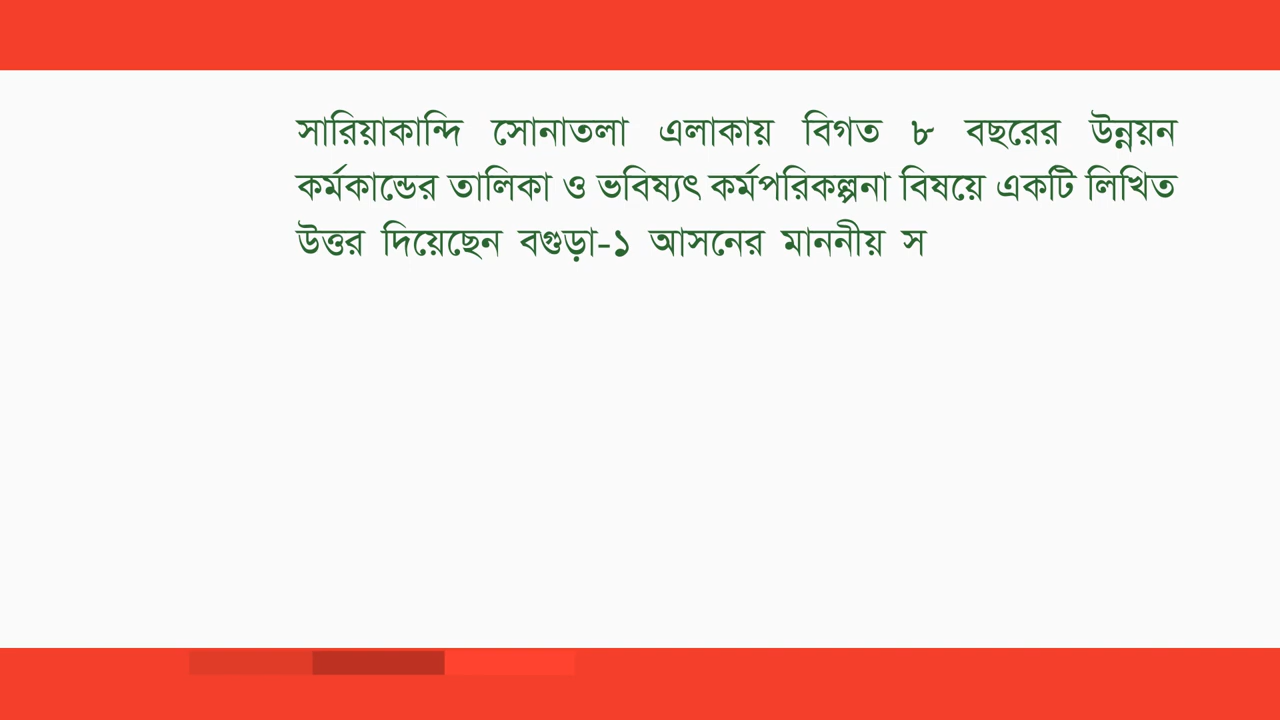 সারিয়াকান্দি সোনাতলা এলাকায় বিগত ৮ বছরের উন্নয়ন
কর্মকান্ডের তালিকা ও ভবিষ্যৎ কর্মপরিকল্পনা বিষয়ে একটি লিখিত
উত্তর দিয়েছেন বগুড়া-১ আসনের মাননীয় স